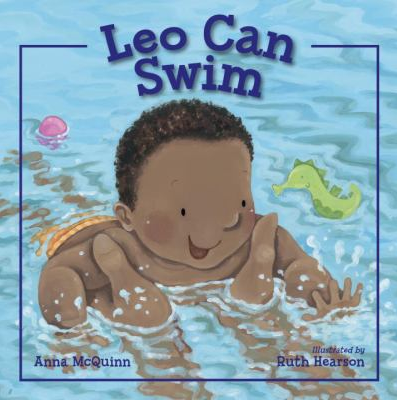 Leo Can
Swim
Anna McQuinn
Illustrated by
Ruth Hearson